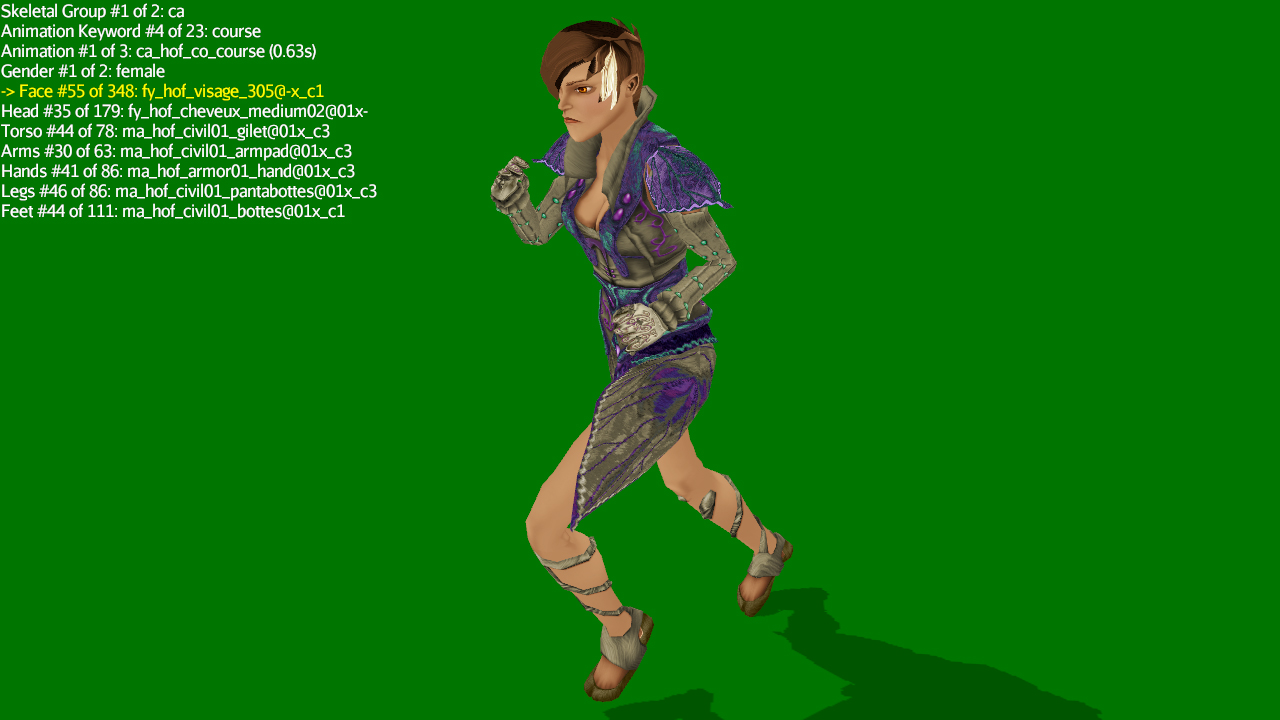 Skeletal Group #1 of 2: ca
Animation Keyword #4 of 23: course
Animation #1 of 3: ca_hof_co_course (0.63s)
Gender #1 of 2: female
-> Face #55 of 348: fy_hof_visage_305@-x_c1
Head #35 of 179: fy_hof_cheveux_medium02@01x-
Torso #44 of 78: ma_hof_civil01_gilet@01x_c3
Arms #30 of 63: ma_hof_civil01_armpad@01x_c3
Hands #41 of 86: ma_hof_armor01_hand@01x_c3
Legs #46 of 86: ma_hof_civil01_pantabottes@01x_c3
Feet #44 of 111: ma_hof_civil01_bottes@01x_c1